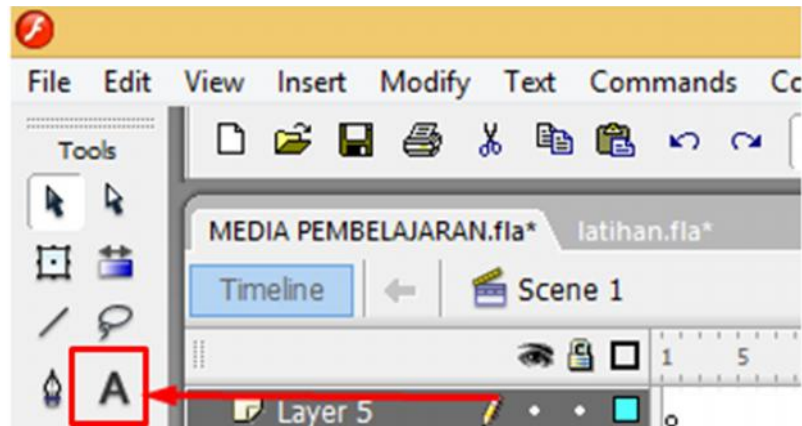 File Edit View Insert Modify Text Commands Co
Tools
MEDIA PEMBELAJARAN.fla* latihan.fla*
Timeline Scene 1
1 5
A Layer 5